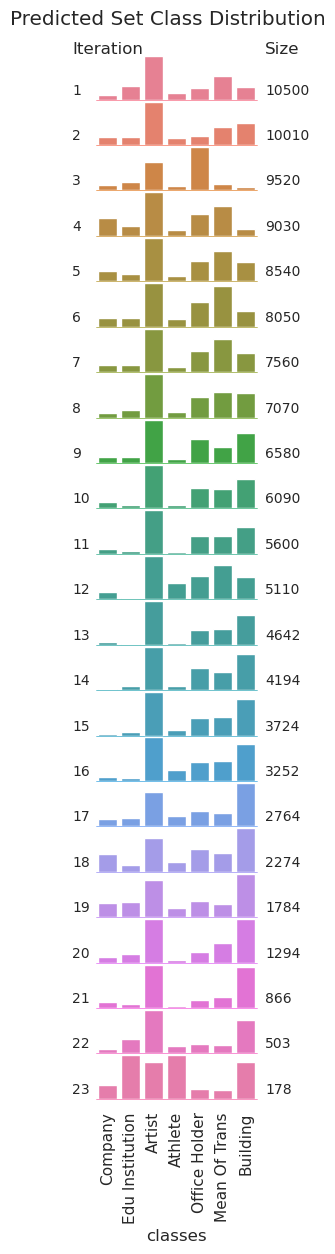 Predicted Set Class Distribution
Iteration Size
1 10500
2 10010
3 9520
4 9030
5 8540
6 8050
7 7560
8 7070
9 6580
10 6090
11 5600
12 5110
13 4642
14 4194
15 3724
16 3252
17 2764
18 2274
19 1784
20 1294
21 866
22 503
23 178
Company
Edu Institution
Artist
Athlete
Office Holder
Mean Of Trans
Building
classes